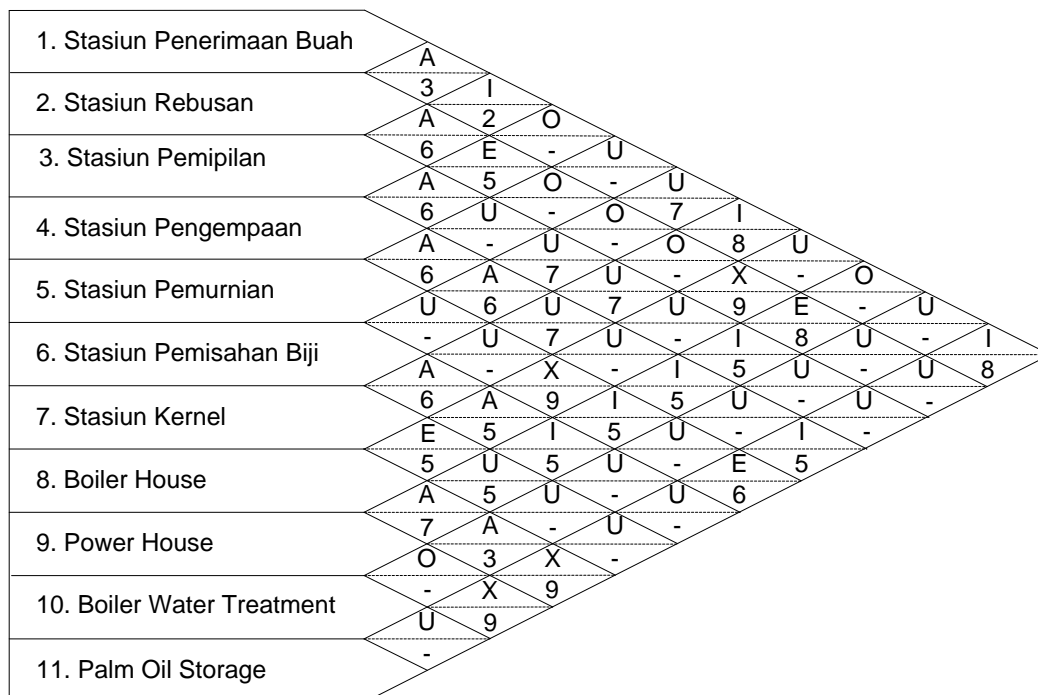 1. Stasiun Penerimaan Buah
A
3 I
2. Stasiun Rebusan
A 2 O
6 E - U
3. Stasiun Pemipilan
A 5 O - U
6 U - O 7 I
4. Stasiun Pengempaan
A - U - O 8 U
6 A 7 U - X - O
5. Stasiun Pemurnian
U 6 U 7 U 9 E - U
- U 7 U - I 8 U - I
6. Stasiun Pemisahan Biji
A - X - I 5 U - U 8
6 A 9 I 5 U - U -
7. Stasiun Kernel
E 5 I 5 U - I -
5 U 5 U - E 5
8. Boiler House
A 5 U - U 6
7 A - U -
9. Power House
O 3 X -
- X 9
10. Boiler Water Treatment
U 9
-
11. Palm Oil Storage